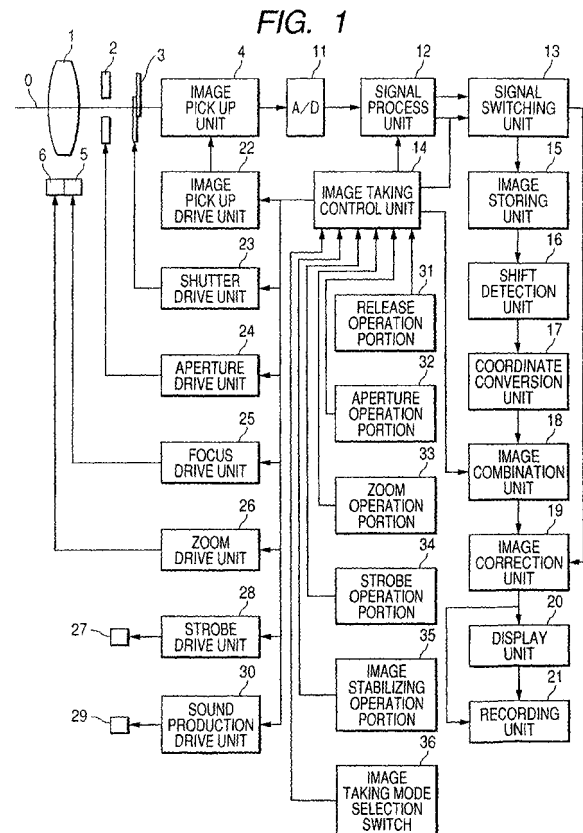 FIG. 1
1
2
3
4
11
12
13
0
IMAGE
PICK UP
UNIT
A/D
SIGNAL
PROCESS
UNIT
SIGNAL
SWITCHING
UNIT
6
5
22
14
15
IMAGE
PICK UP
DRIVE UNIT
IMAGE TAKING
CONTROL UNIT
IMAGE
STORING
UNIT
23
SHUTTER
DRIVE UNIT
31
RELEASE
OPERATION
PORTION
16
SHIFT
DETECTION
UNIT
24
APERTURE
DRIVE UNIT
32
APERTURE
OPERATION
PORTION
17
COORDINATE
CONVERSION
UNIT
25
FOCUS
DRIVE UNIT
33
ZOOM
OPERATION
PORTION
18
IMAGE
COMBINATION
UNIT
26
ZOOM
DRIVE UNIT
34
STROBE
OPERATION
PORTION
19
IMAGE
CORRECTION
UNIT
27
28
STROBE
DRIVE UNIT
35
IMAGE
STABILIZING
OPERATION
PORTION
20
DISPLAY
UNIT
29
30
SOUND
PRODUCTION
DRIVE UNIT
36
IMAGE
TAKING MODE
SELECTION
SWITCH
21
RECORDING
UNIT